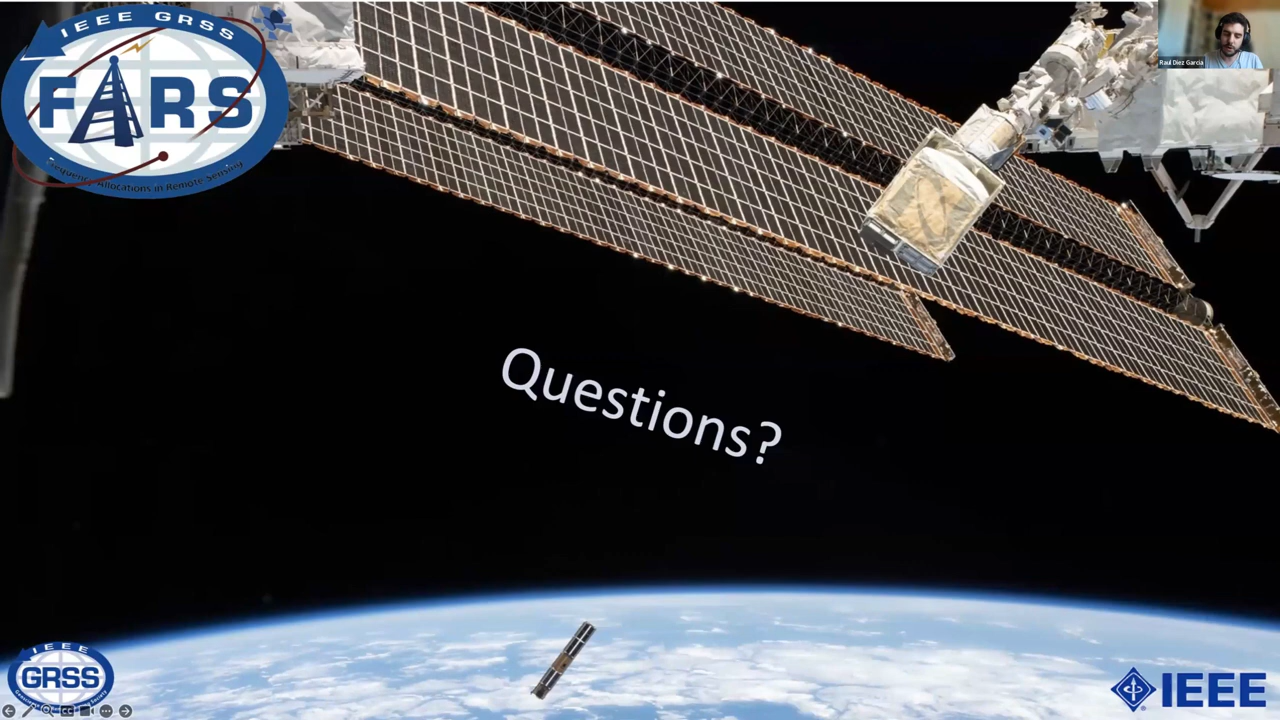 IEEE GRSS
FARS
Frequency Allocations in Remote Sensing
Raul Diez Garcia
Questions?
IEEE
GRSS
IEEE